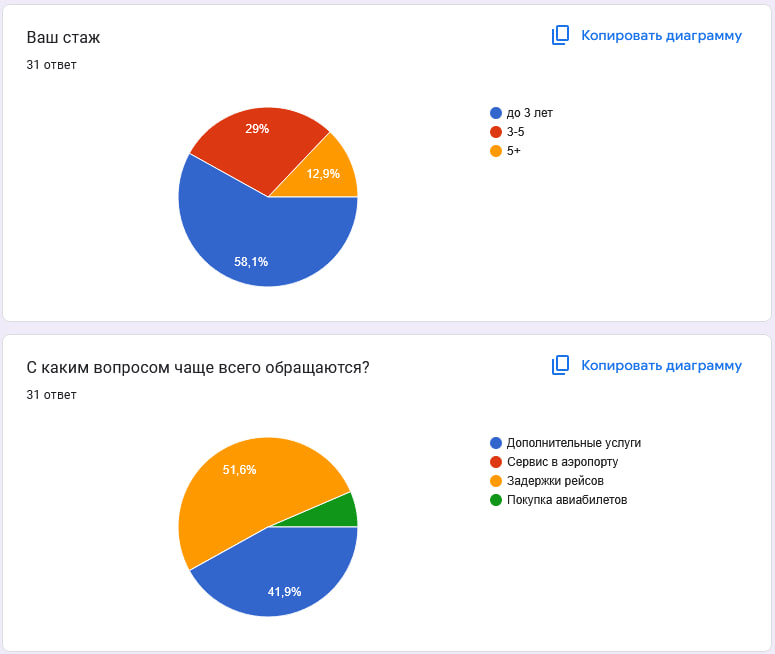 Ваш стаж
Копировать диаграмму
31 ответ
до 3 лет
3-5
5+
29%
12,9%
58,1%
С каким вопросом чаще всего обращаются?
Копировать диаграмму
31 ответ
Дополнительные услуги
Сервис в аэропорту
Задержки рейсов
Покупка авиабилетов
51,6%
41,9%